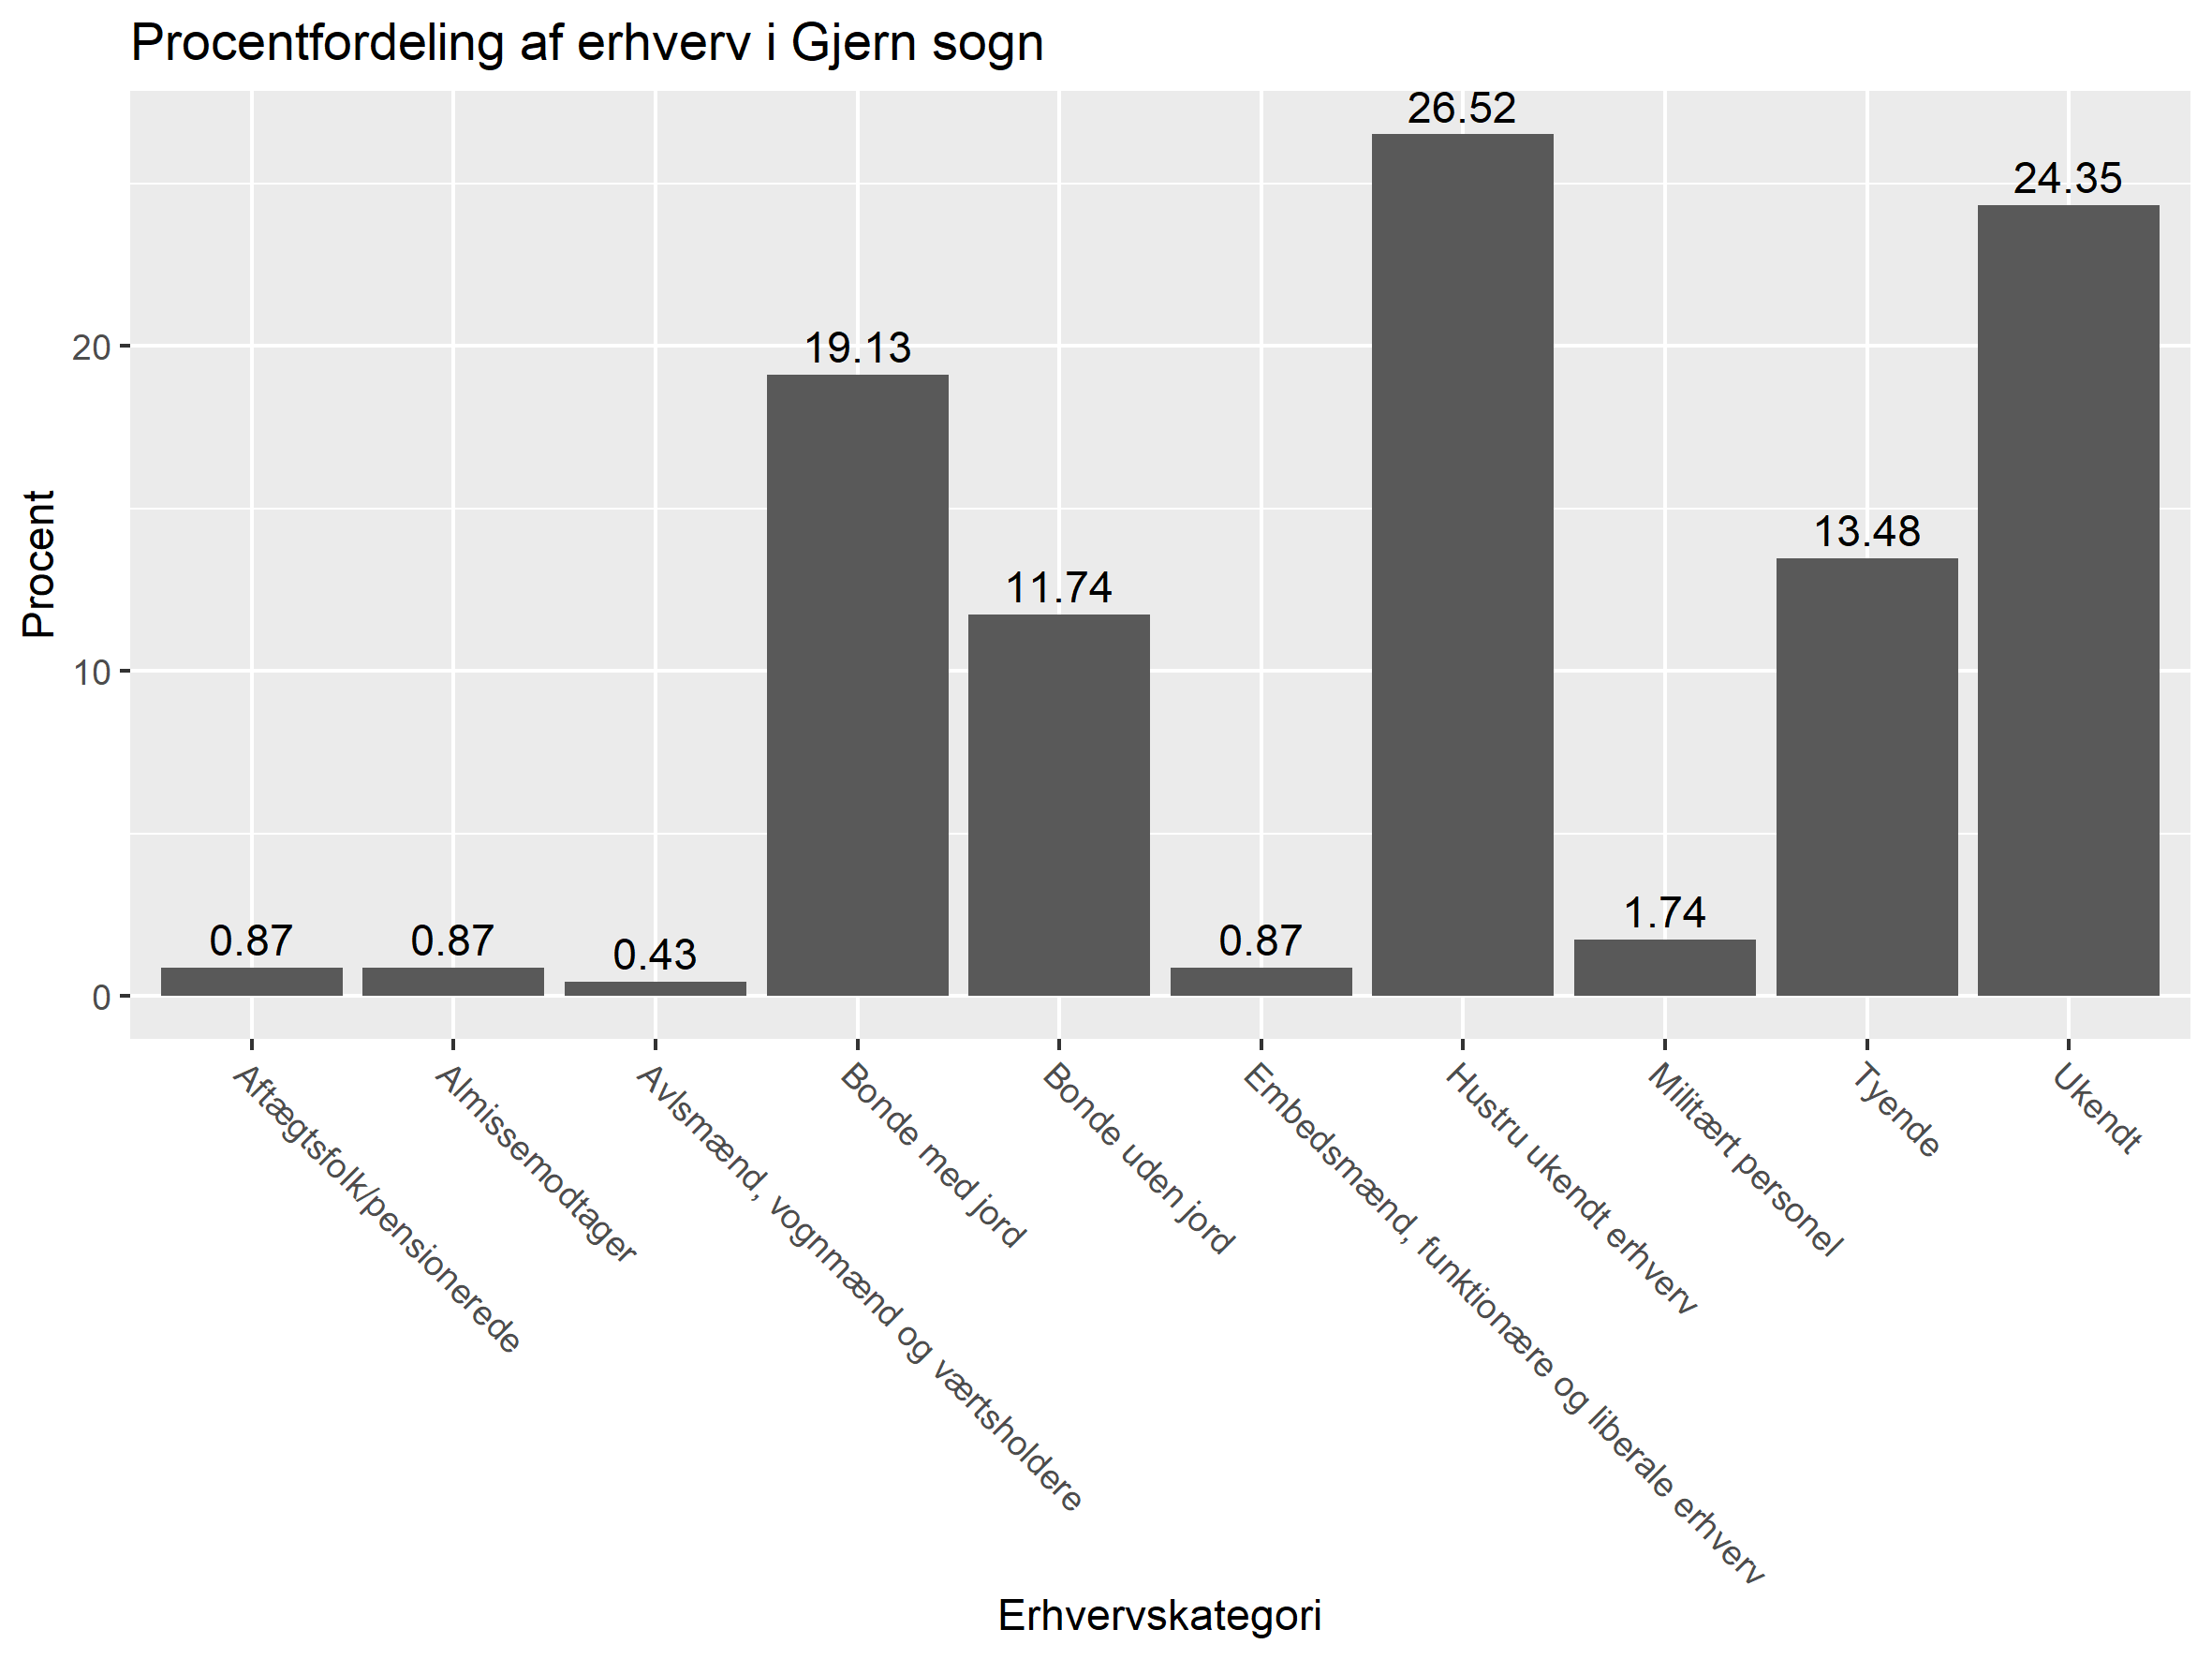 Procentfordeling af erhverv i Gjern sogn
26.52
24.35
19.13
13.48
11.74
1.74
0.87
0.87
0.43
0.87
20
10
0
Procent
Aftægtsfolk/pensionerede
Almissemodtager
Avlsmænd, vognmænd og værtsholdere
Bonde med jord
Bonde uden jord
Embedsmænd, funktionære og liberale erhverv
Hustru ukendt erhverv
Militært personel
Tyende
Ukendt
Erhvervskategori